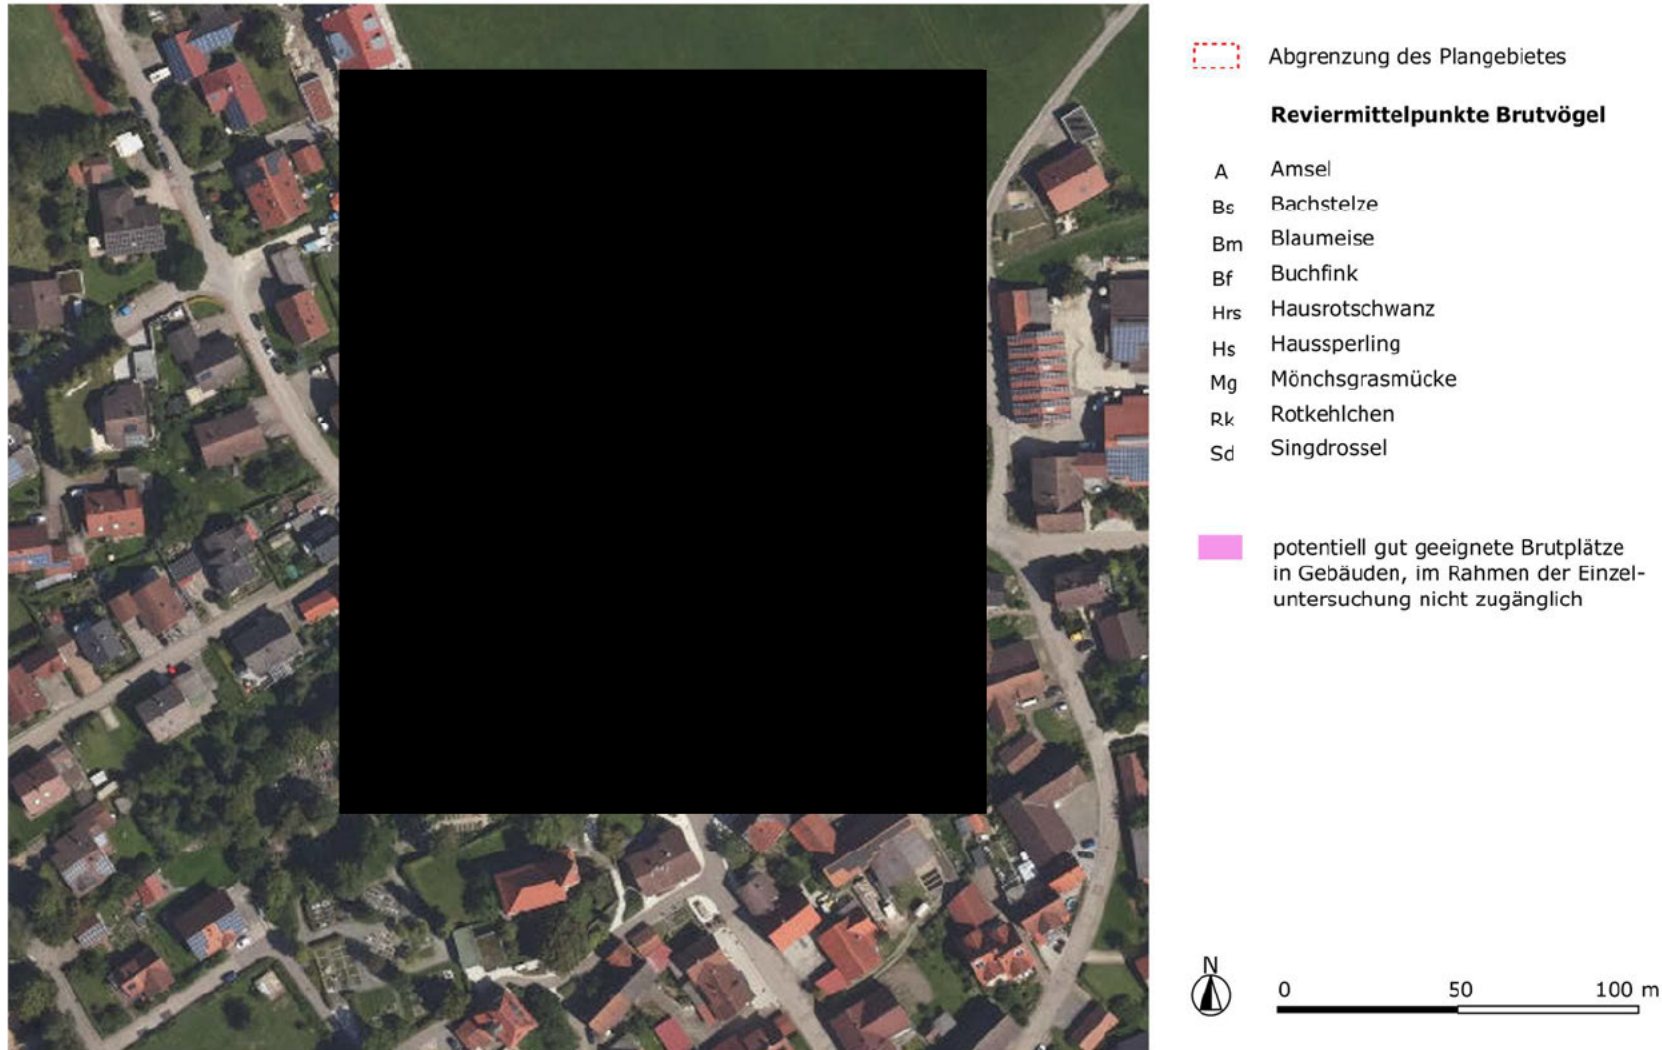 Abgrenzung des Plangebietes
Reviermittelpunkte Brutvögel
A Amsel
Bs Bachstelze
Bm Blaumeise
Bf Buchfink
Hrs Hausrotschwanz
Hs Haussperling
Mg Mönchsgrasmücke
Rk Rotkehlchen
Sd Singdrossel
potentiell gut geeignete Brutplätze
in Gebäuden, im Rahmen der Einzel-
untersuchung nicht zugänglich
N
0 50 100 m